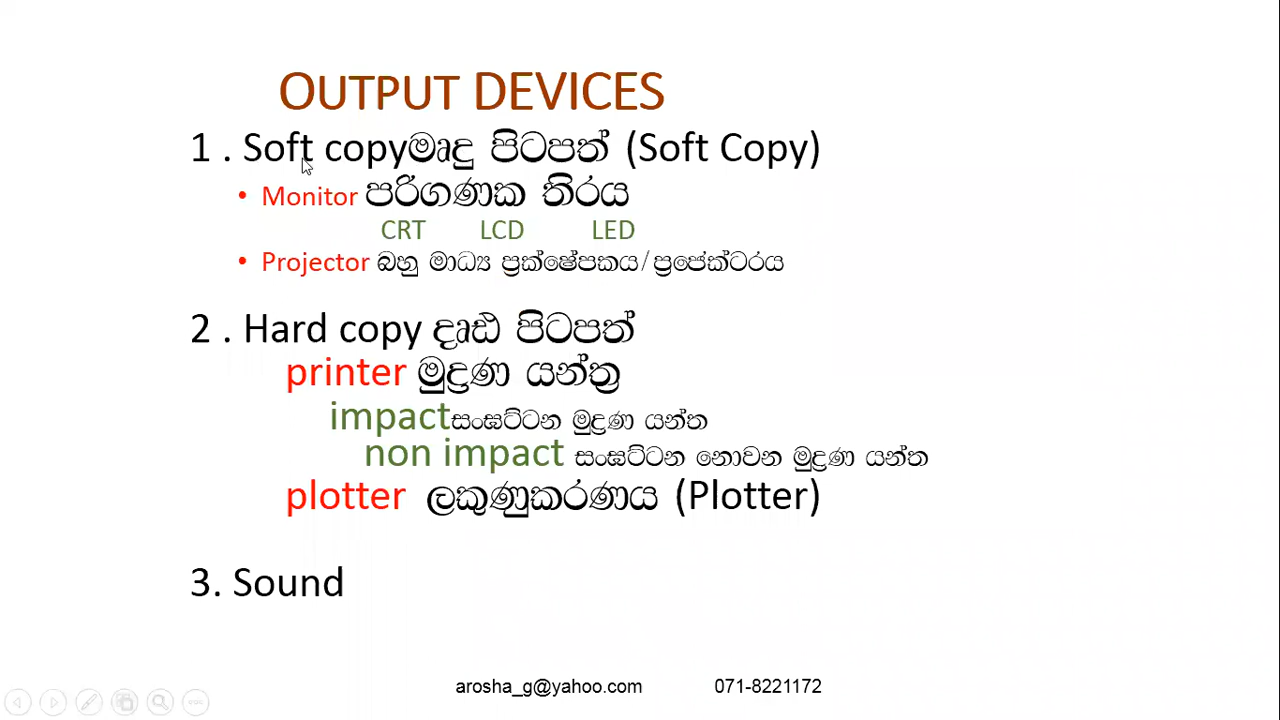 OUTPUT DEVICES
1 . Soft copyමෘදු පිටපත් (Soft Copy)
• Monitor පරිගණක තිරය
CRT LCD LED
• Projector බහු මාධ්‍ය ප්‍රක්ෂේපකය/ප්‍රපේක්ටරය
2 . Hard copy දෘඪ පිටපත්
printer මුද්‍රණ යන්ත්‍ර
impactසංඝට්ටන මුද්‍රණ යන්ත
non impact සංඝට්ටන නොවන මුද්‍රණ යන්ත
plotter ලකුණුකරණය (Plotter)
3. Sound
arosha_g@yahoo.com 071-8221172